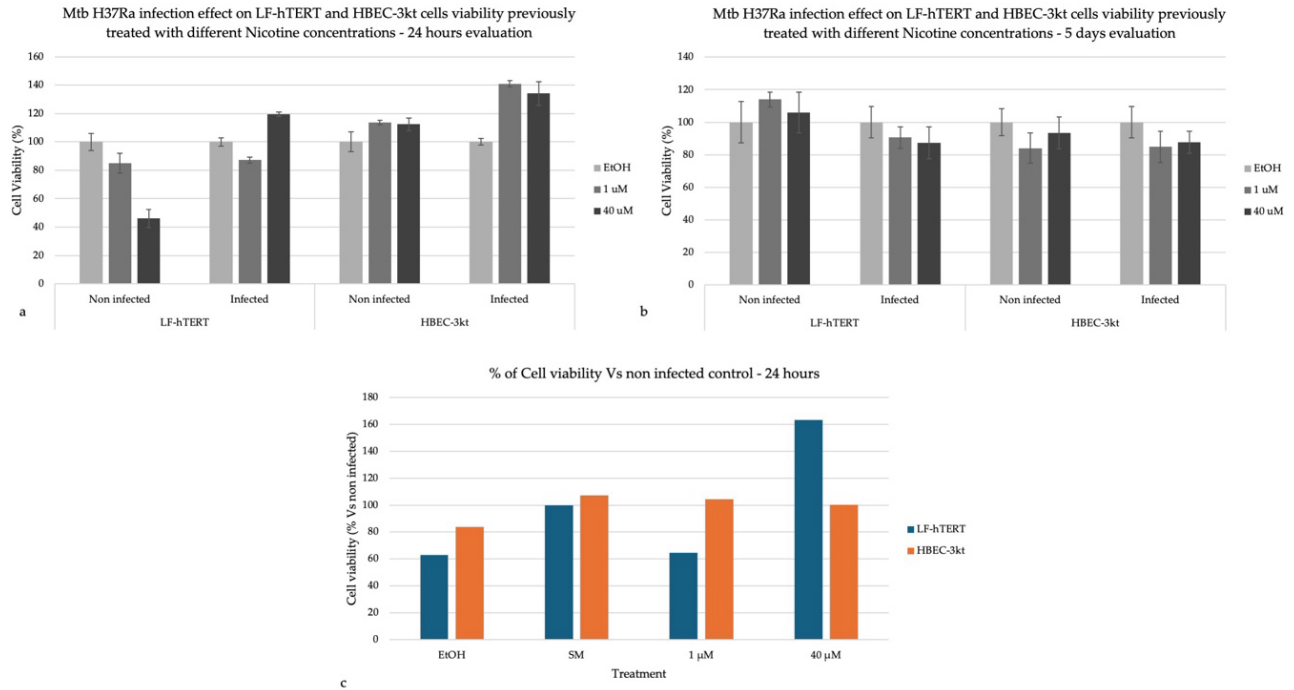 Mtb H37Ra infection effect on LF-hTERT and HBEC-3kt cells viability previously
treated with different Nicotine concentrations - 24 hours evaluation
Cell Viability (%)
160
140
120
100
80
60
40
20
0
Non infected
Infected
Non infected
Infected
LF-hTERT
HBEC-3kt
EtOH
1 uM
40 uM
a
Mtb H37Ra infection effect on LF-hTERT and HBEC-3kt cells viability previously
treated with different Nicotine concentrations - 5 days evaluation
Cell Viability (%)
140
120
100
80
60
40
20
0
Non infected
Infected
Non infected
Infected
LF-hTERT
HBEC-3kt
EtOH
1 uM
40 uM
b
% of Cell viability Vs non infected control - 24 hours
Cell viability (% Vs non infected)
180
160
140
120
100
80
60
40
20
0
EtOH
SM
1 µM
40 µM
Treatment
LF-hTERT
HBEC-3kt
c